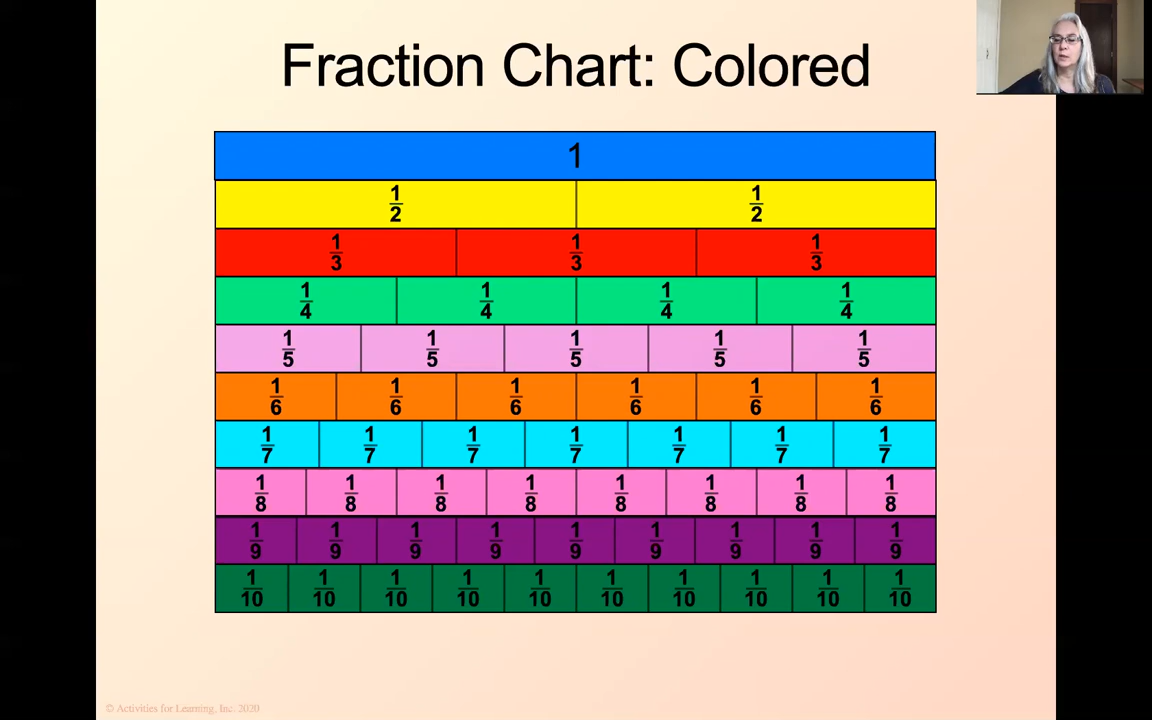 Fraction Chart: Colored
1
1/2 1/2
1/3 1/3 1/3
1/4 1/4 1/4 1/4
1/5 1/5 1/5 1/5 1/5
1/6 1/6 1/6 1/6 1/6 1/6
1/7 1/7 1/7 1/7 1/7 1/7 1/7
1/8 1/8 1/8 1/8 1/8 1/8 1/8 1/8
1/9 1/9 1/9 1/9 1/9 1/9 1/9 1/9 1/9
1/10 1/10 1/10 1/10 1/10 1/10 1/10 1/10 1/10 1/10
© Activities for Learning, Inc. 2020